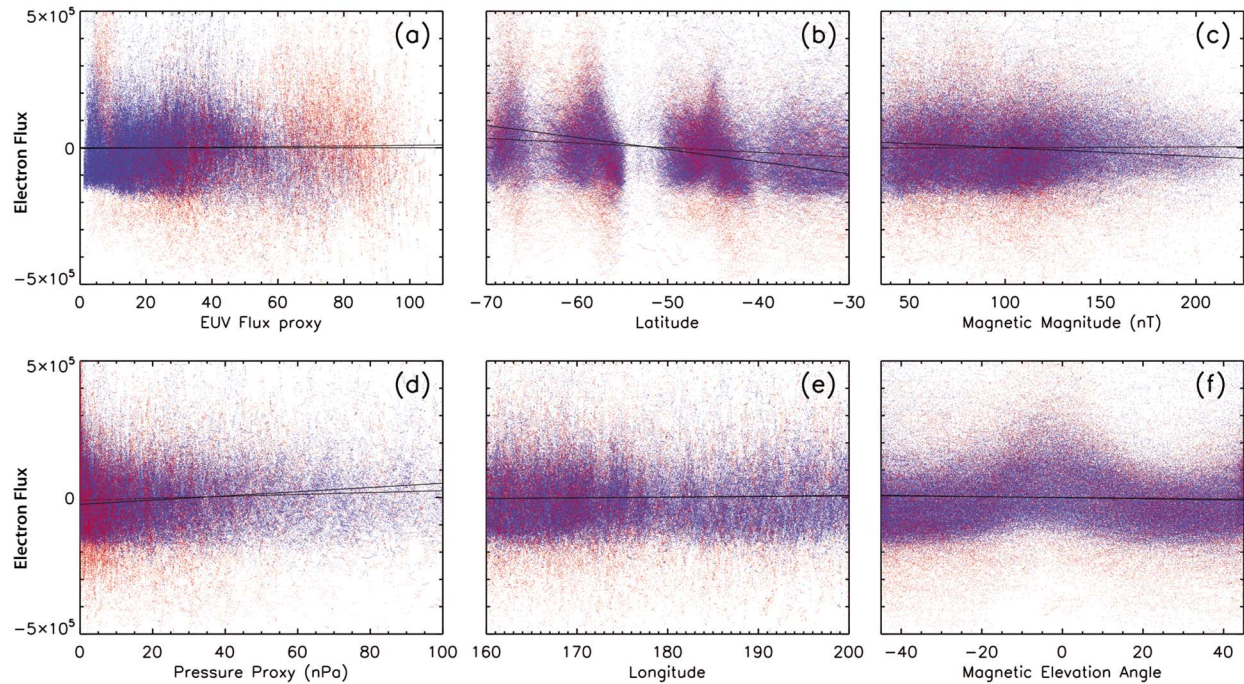 (a)
(b)
(c)
5×10⁵
0
−5×10⁵
Electron Flux
0 20 40 60 80 100
EUV Flux proxy
−70 −60 −50 −40 −30
Latitude
50 100 150 200
Magnetic Magnitude (nT)
(d)
(e)
(f)
5×10⁵
0
−5×10⁵
Electron Flux
0 20 40 60 80 100
Pressure Proxy (nPa)
160 170 180 190 200
Longitude
−40 −20 −0 20 40
Magnetic Elevation Angle